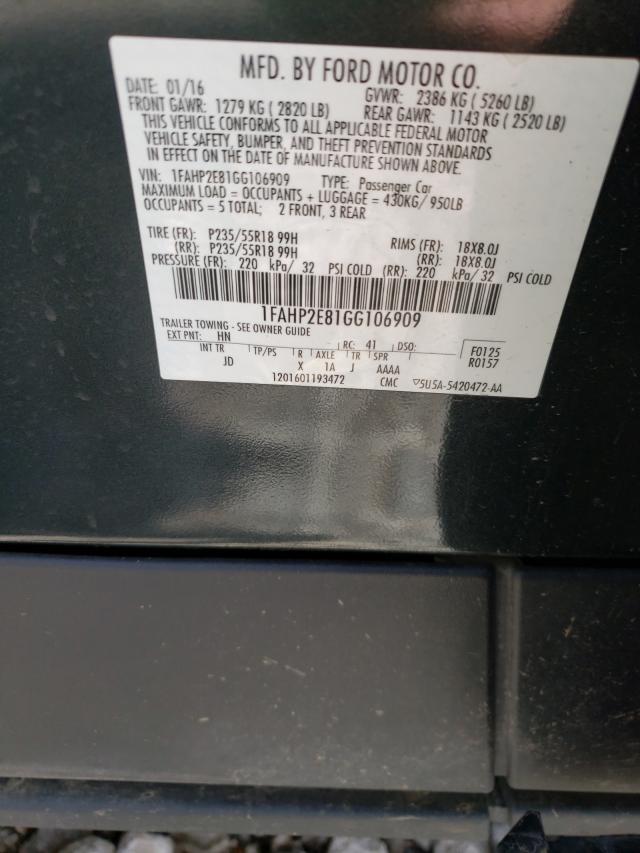 MFD. BY FORD MOTOR CO.
DATE: 01/16 GVWR: 2386 KG ( 5260 LB)
FRONT GAWR: 1279 KG ( 2820 LB) REAR GAWR: 1143 KG ( 2520 LB)
THIS VEHICLE CONFORMS TO ALL APPLICABLE FEDERAL MOTOR
VEHICLE SAFETY, BUMPER, AND THEFT PREVENTION STANDARDS
IN EFFECT ON THE DATE OF MANUFACTURE SHOWN ABOVE.
VIN: 1FAHP2E81GG106909 TYPE: Passenger Car
MAXIMUM LOAD = OCCUPANTS + LUGGAGE = 430KG/ 950LB
OCCUPANTS = 5 TOTAL; 2 FRONT, 3 REAR
TIRE (FR): P235/55R18 99H RIMS (FR): 18X8.0J
(RR): P235/55R18 99H (RR): 18X8.0J
PRESSURE (FR): 220 kPa/ 32 PSI COLD (RR): 220 kPa/ 32 PSI COLD
1FAHP2E81GG106909
TRAILER TOWING - SEE OWNER GUIDE
EXT PNT: HN RC: 41 DSO: F0125
INT TR TP/PS R AXLE TR SPR R0157
JD X 1A J AAAA
1201601193472 CMC ▽5U5A-5420472-AA